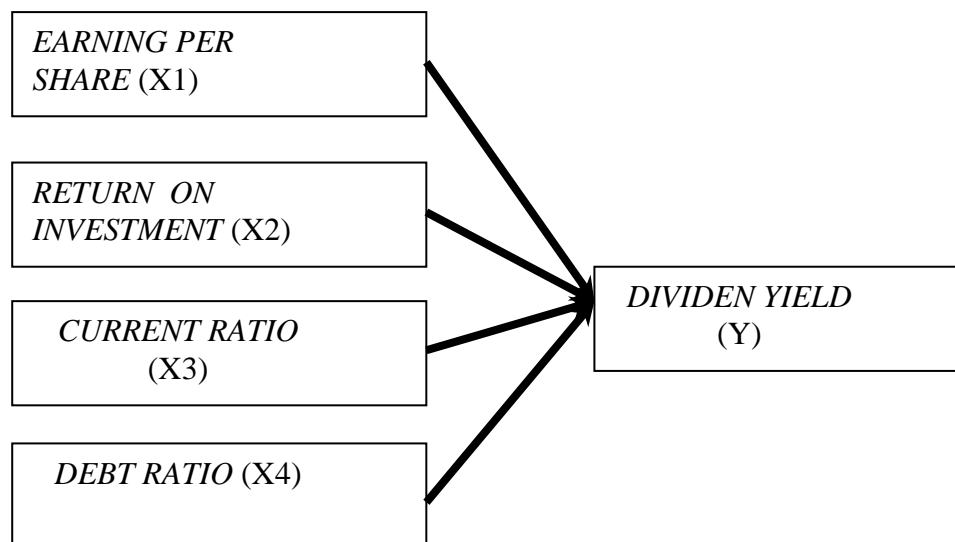 EARNING PER
SHARE (X1)
RETURN ON
INVESTMENT (X2)
CURRENT RATIO
(X3)
DEBT RATIO (X4)
DIVIDEN YIELD
(Y)